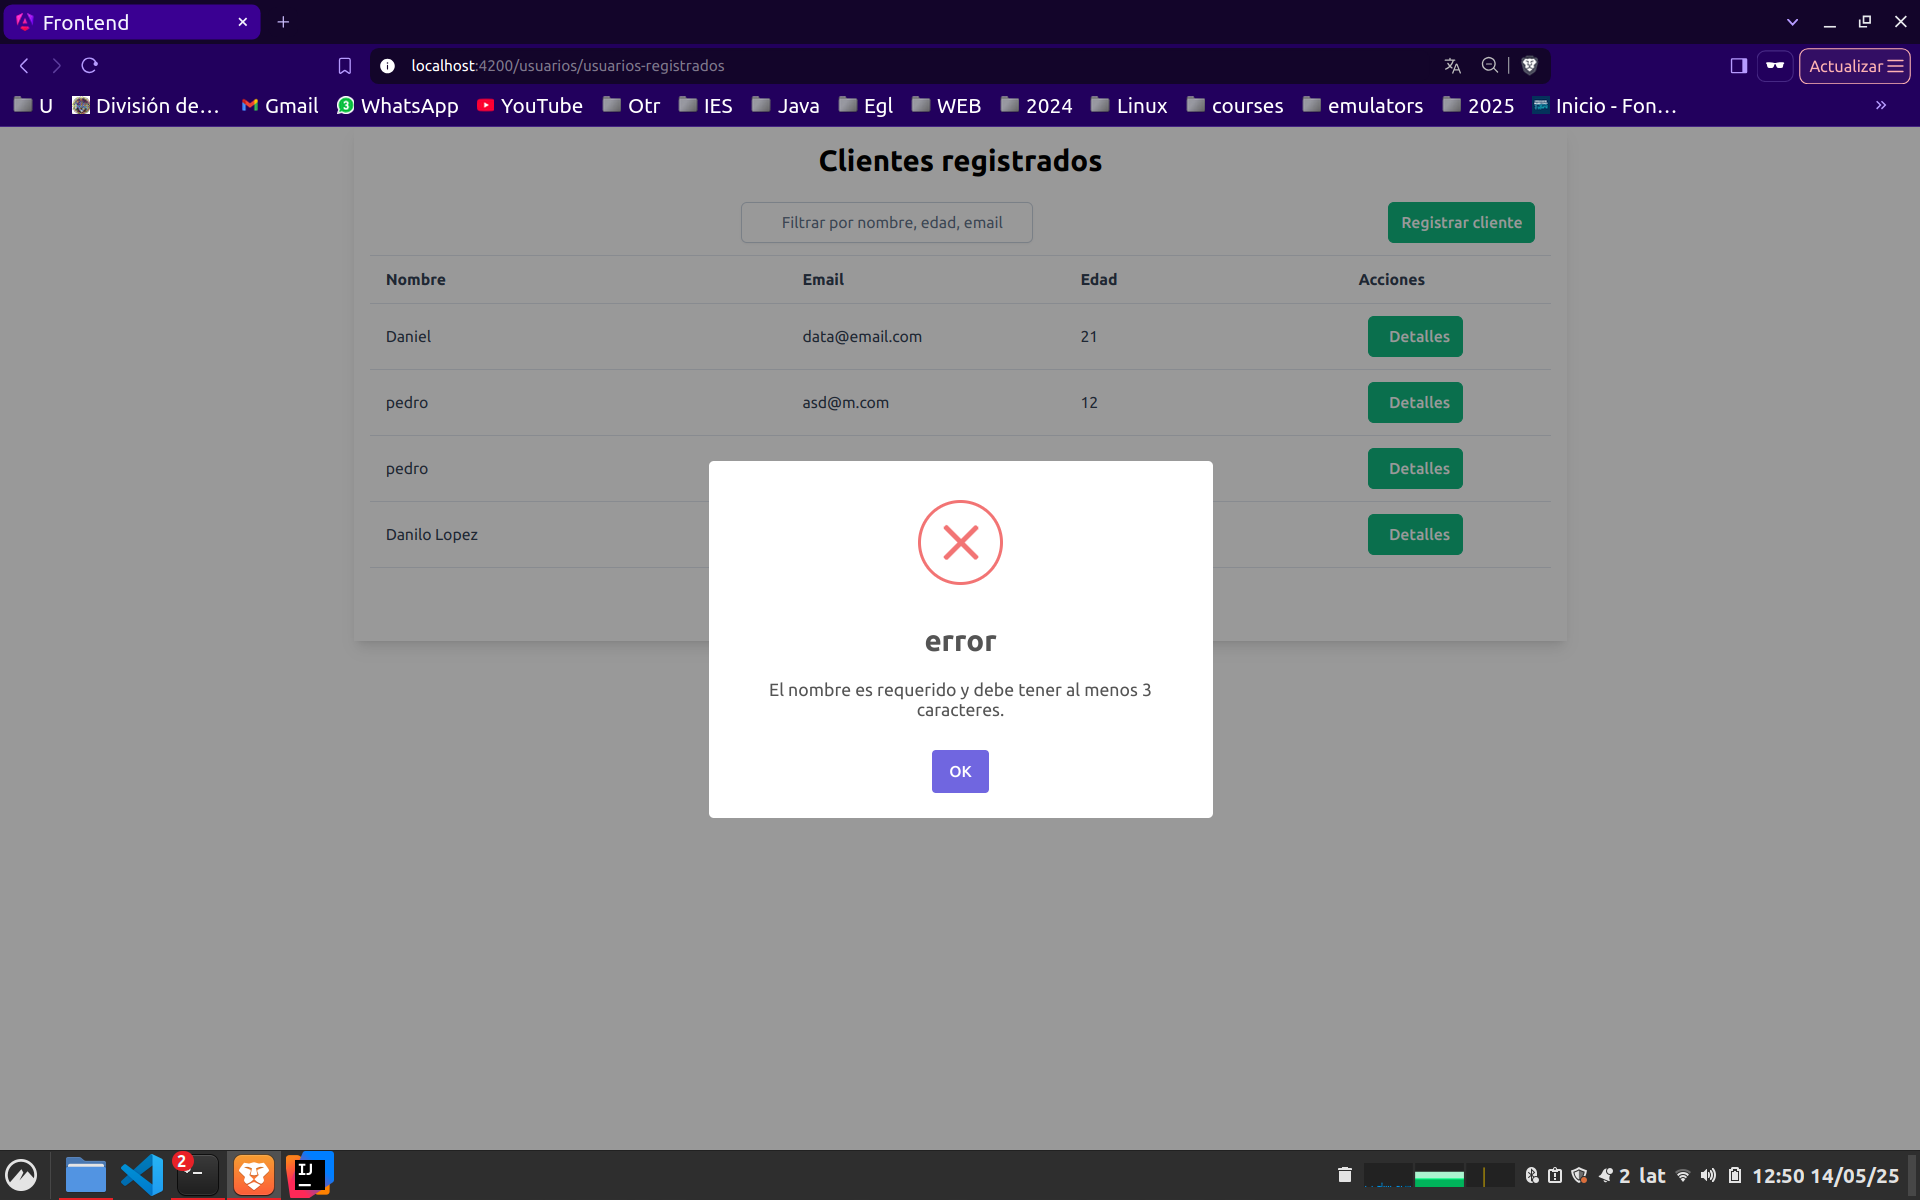 Frontend
localhost:4200/usuarios/usuarios-registrados
Actualizar
U División de... Gmail 3 WhatsApp YouTube Otr IES Java Egl WEB 2024 Linux courses emulators 2025 Inicio - Fon...
Clientes registrados
Filtrar por nombre, edad, email
Registrar cliente
Nombre Email Edad Acciones
Daniel data@email.com 21 Detalles
pedro asd@m.com 12 Detalles
pedro Detalles
Danilo Lopez Detalles
error
El nombre es requerido y debe tener al menos 3
caracteres.
OK
2 IJ 2 lat 12:50 14/05/25